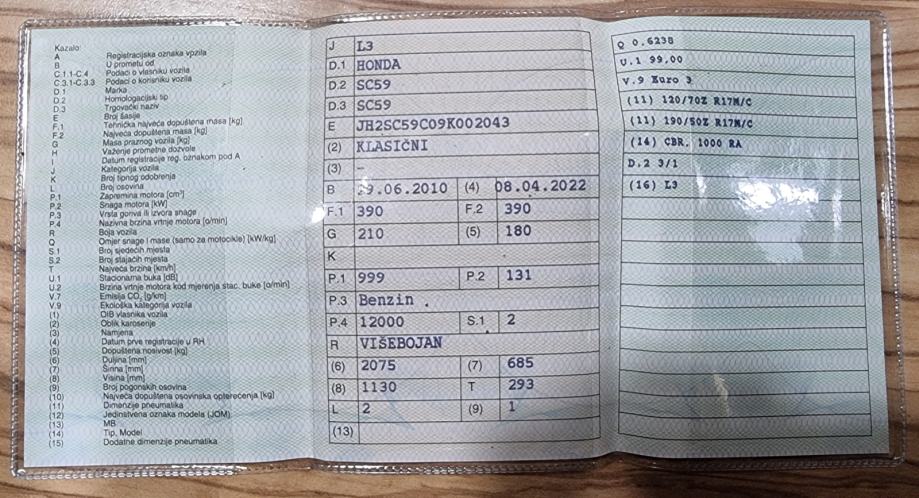 Kazalo:
A Registracijska oznaka vozila
B U prometu od
C.1.1-C.4 Podaci o vlasniku vozila
C.3.1-C.3.3 Podaci o korisniku vozila
D.1 Marka
D.2 Homologacijski tip
D.3 Trgovački naziv
E Broj šasije
F.1 Tehnička najveća dopuštena masa [kg]
F.2 Najveća dopuštena masa [kg]
G Masa praznog vozila [kg]
H Važenje prometne dozvole
Datum registracije reg. oznakom pod A
J Kategorija vozila
K Broj tipnog odobrenja
L Broj osovina
P.1 Zapremina motora [cm³]
P.2 Snaga motora [kW]
P.3 Vrsta goriva ili izvora snage
P.4 Nazivna brzina vrtnje motora [o/min]
R Boja vozila
Q Omjer snage i mase (samo za motocikle) [kW/kg]
S.1 Broj sjedećih mjesta
S.2 Broj stajaćih mjesta
T Najveća brzina [km/h]
U.1 Stacionarna buka [dB]
U.2 Brzina vrtnje motora kod mjerenja stac. buke [o/min]
V.7 Emisija CO₂ [g/km]
V.9 Ekološka kategorija vozila
(1) OIB vlasnika vozila
(2) Oblik karoserije
(3) Namjena
(4) Datum prve registracije u RH
(5) Dopuštena nosivost [kg]
(6) Duljina [mm]
(7) Širina [mm]
(8) Visina [mm]
(9) Broj pogonskih osovina
(10) Najveća dopuštena osovinska opterećenja [kg]
(11) Dimenzije pneumatika
(12) Jedinstvena oznaka modela (JOM)
(13) MB
(14) Tip, Model
(15) Dodatne dimenzije pneumatika
J L3
D.1 HONDA
D.2 SC59
D.3 SC59
E JH2SC59C09K002043
(2) KLASIČNI
(3) –
B 29.06.2010 (4) 08.04.2022
F.1 390 F.2 390
G 210 (5) 180
K
P.1 999 P.2 131
P.3 Benzin .
P.4 12000 S.1 2
R VIŠEBOJAN
(6) 2075 (7) 685
(8) 1130 T 293
L 2 (9) 1
(13)
Q 0.6238
U.1 99,00
V.9 Euro 3
(11) 120/70Z R17M/C
(11) 190/50Z R17M/C
(14) CBR, 1000 RA
D.2 3/1
(16) L3